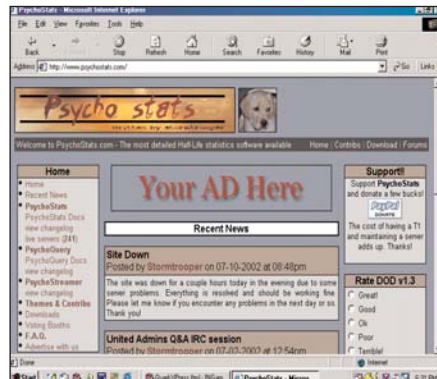 PsychoStats - Microsoft Internet Explorer
File Edit View Favorites Tools Help
Back Stop Refresh Home Search Favorites History Mail Print
Address http://www.psychostats.com/ Go Links
Psycho stats
written by stormtrooper
Welcome to PsychoStats.com - The most detailed Half-Life statistics software available Home | Contribs | Download | Forums
Home
Home
Recent News
PsychoStats
PsychoStats Docs
view changelog
live servers (241)
PsychoQuery
PsychoQuery Docs
view changelog
PsychoStreamer
view changelog
Themes & Contribs
Downloads
Voting Booths
F.A.Q.
Advertise with us
Your AD Here
Recent News
Site Down
Posted by Stormtrooper on 07-10-2002 at 08:48pm
The site was down for a couple hours today in the evening due to some server problems. Everything is resolved and should be working fine. Please let me know if you encounter any problems in the next day or so. Thank you!
United Admins Q&A IRC session
Posted by Stormtrooper on 07-02-2002 at 12:54pm
Support!!
Support PsychoStats
and donate a few bucks!
PayPal
DONATE
The cost of having a T1
and maintaining a server
adds up. Thanks!
Rate DOD v1.3
Great!
Good
Ok
Poor
Terrible!
Done Internet
Start PsychoStats - Micros...